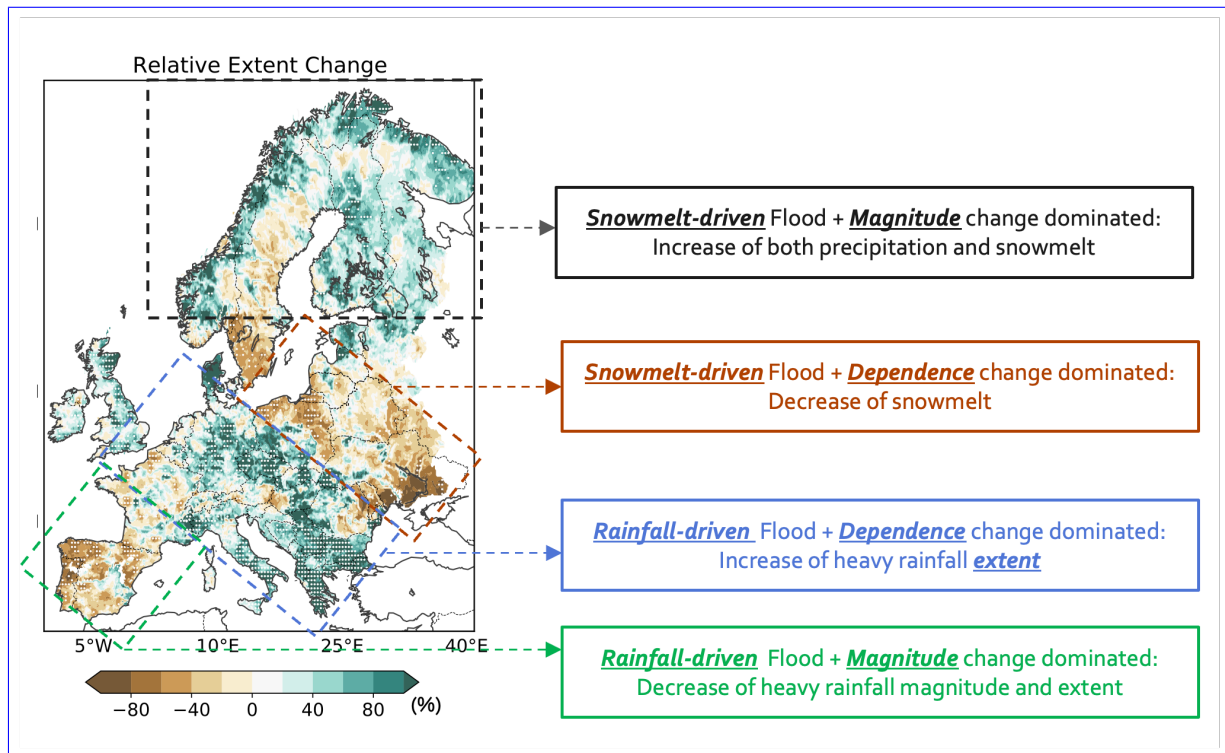 Relative Extent Change
Snowmelt-driven Flood + Magnitude change dominated:
Increase of both precipitation and snowmelt
Snowmelt-driven Flood + Dependence change dominated:
Decrease of snowmelt
Rainfall-driven Flood + Dependence change dominated:
Increase of heavy rainfall extent
Rainfall-driven Flood + Magnitude change dominated:
Decrease of heavy rainfall magnitude and extent
5°W 10°E 25°E 40°E
−80 −40 0 40 80 (%)